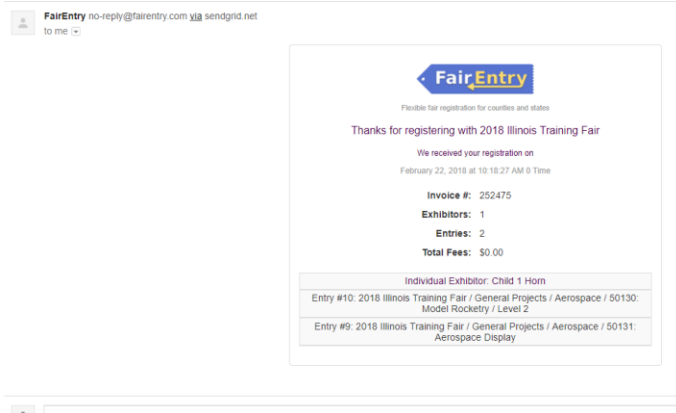 FairEntry no-reply@fairentry.com via sendgrid.net
to me
FairEntry
Flexible fair registration for counties and states
Thanks for registering with 2018 Illinois Training Fair
We received your registration on
February 22, 2018 at 10:18:27 AM 0 Time
Invoice #: 252475
Exhibitors: 1
Entries: 2
Total Fees: $0.00
Individual Exhibitor: Child 1 Horn
Entry #10: 2018 Illinois Training Fair / General Projects / Aerospace / 50130:
Model Rocketry / Level 2
Entry #9: 2018 Illinois Training Fair / General Projects / Aerospace / 50131:
Aerospace Display